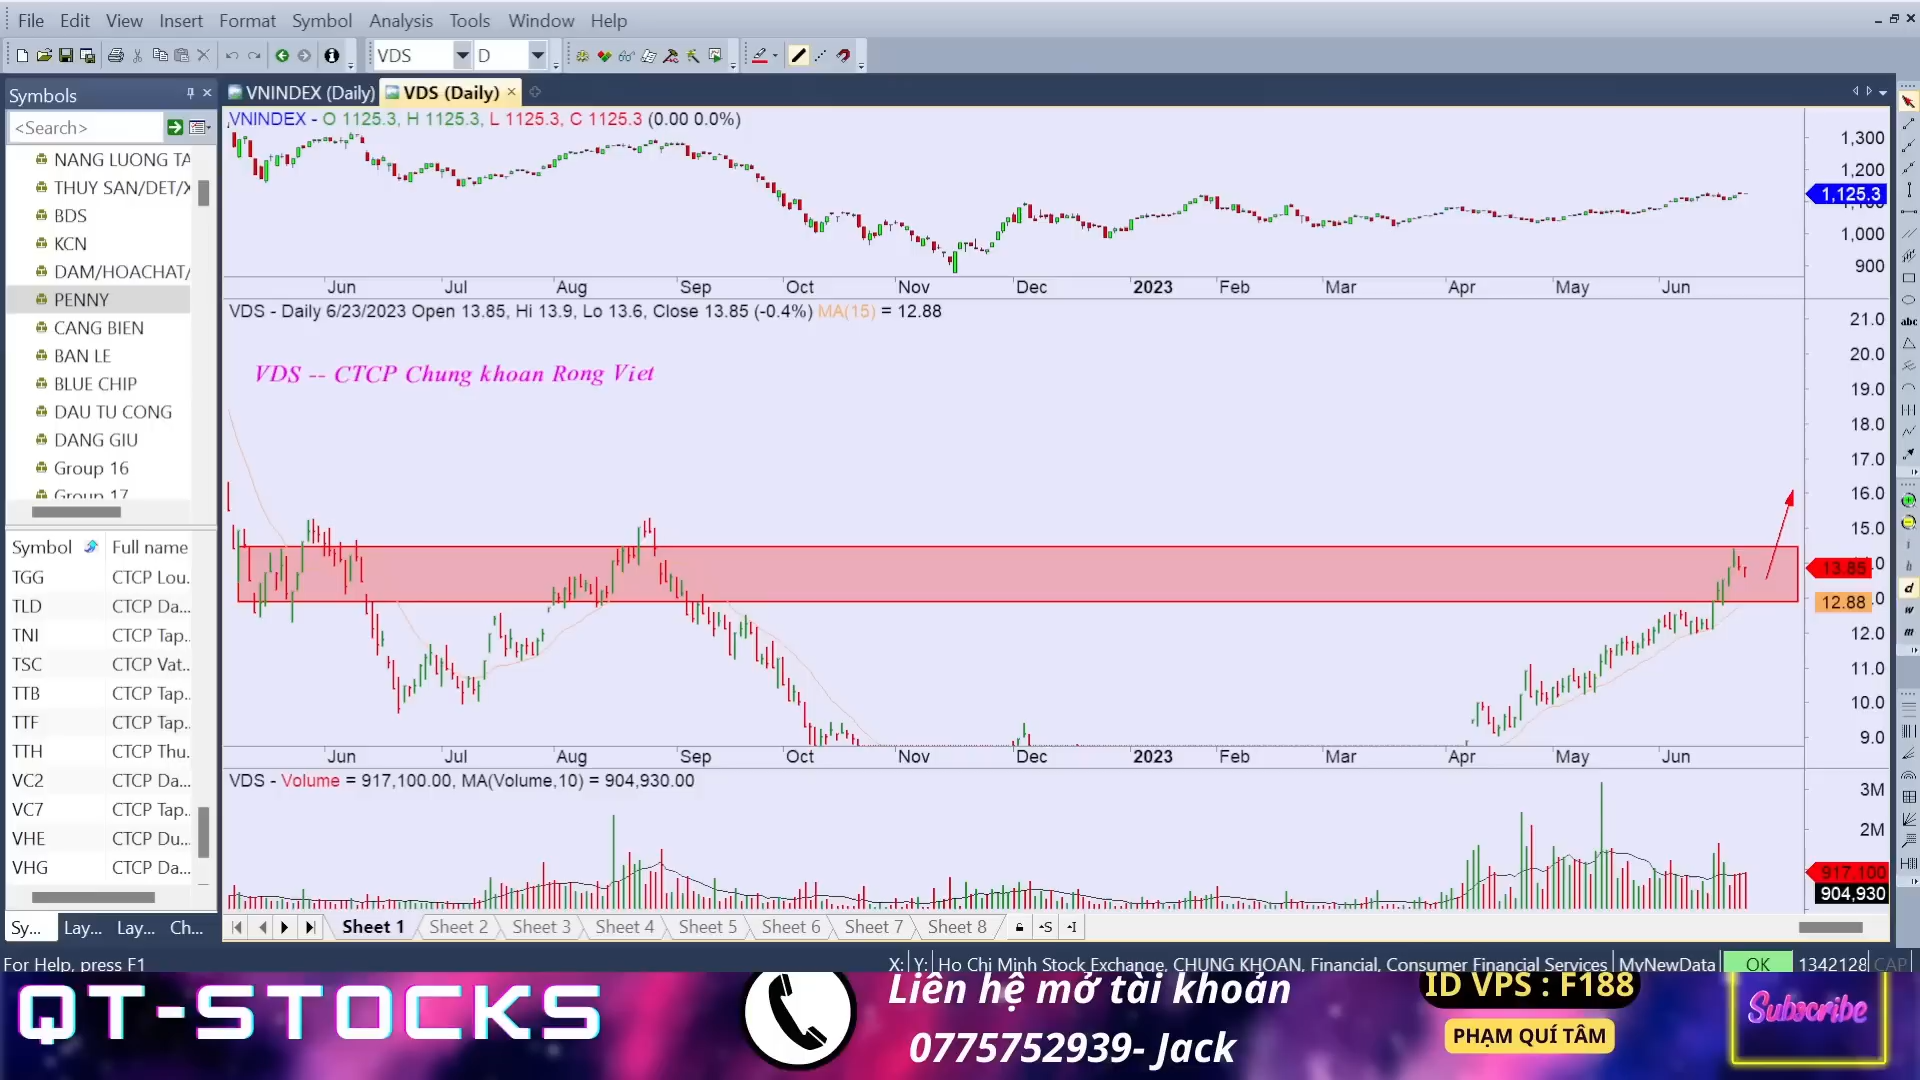 File Edit View Insert Format Symbol Analysis Tools Window Help
VDS D
Symbols
<Search>
NANG LUONG TA
THUY SAN/DET/X
BDS
KCN
DAM/HOACHAT/
PENNY
CANG BIEN
BAN LE
BLUE CHIP
DAU TU CONG
DANG GIU
Group 16
Group 17
Symbol Full name
TGG CTCP Lou.
TLD CTCP Da...
TNI CTCP Tap..
TSC CTCP Vat..
TTB CTCP Tap..
TTF CTCP Tap..
TTH CTCP Thu.
VC2 CTCP Da...
VC7 CTCP Tap..
VHE CTCP Du...
VHG CTCP Da...
Sy... Lay... Lay... Ch...
VNINDEX (Daily) VDS (Daily)
VNINDEX - O 1125.3, H 1125.3, L 1125.3, C 1125.3 (0.00 0.0%)
1,300
1,200
1,125.3
1,000
900
Jun Jul Aug Sep Oct Nov Dec 2023 Feb Mar Apr May Jun
VDS - Daily 6/23/2023 Open 13.85, Hi 13.9, Lo 13.6, Close 13.85 (-0.4%) MA(15) = 12.88
VDS -- CTCP Chung khoan Rong Viet
21.0
20.0
19.0
18.0
17.0
16.0
15.0
13.85
12.88
12.0
11.0
10.0
9.0
Jun Jul Aug Sep Oct Nov Dec 2023 Feb Mar Apr May Jun
VDS - Volume = 917,100.00, MA(Volume,10) = 904,930.00
3M
2M
917,100
904,930
Sheet 1 Sheet 2 Sheet 3 Sheet 4 Sheet 5 Sheet 6 Sheet 7 Sheet 8
abc
d
w
m
For Help, press F1
X: Y: Ho Chi Minh Stock Exchange, CHUNG KHOAN, Financial, Consumer Financial Services MyNewData OK 1342128 CAP
QT-STOCKS
Liên hệ mở tài khoản
0775752939- Jack
ID VPS : F188
PHẠM QUÍ TÂM
Subscribe